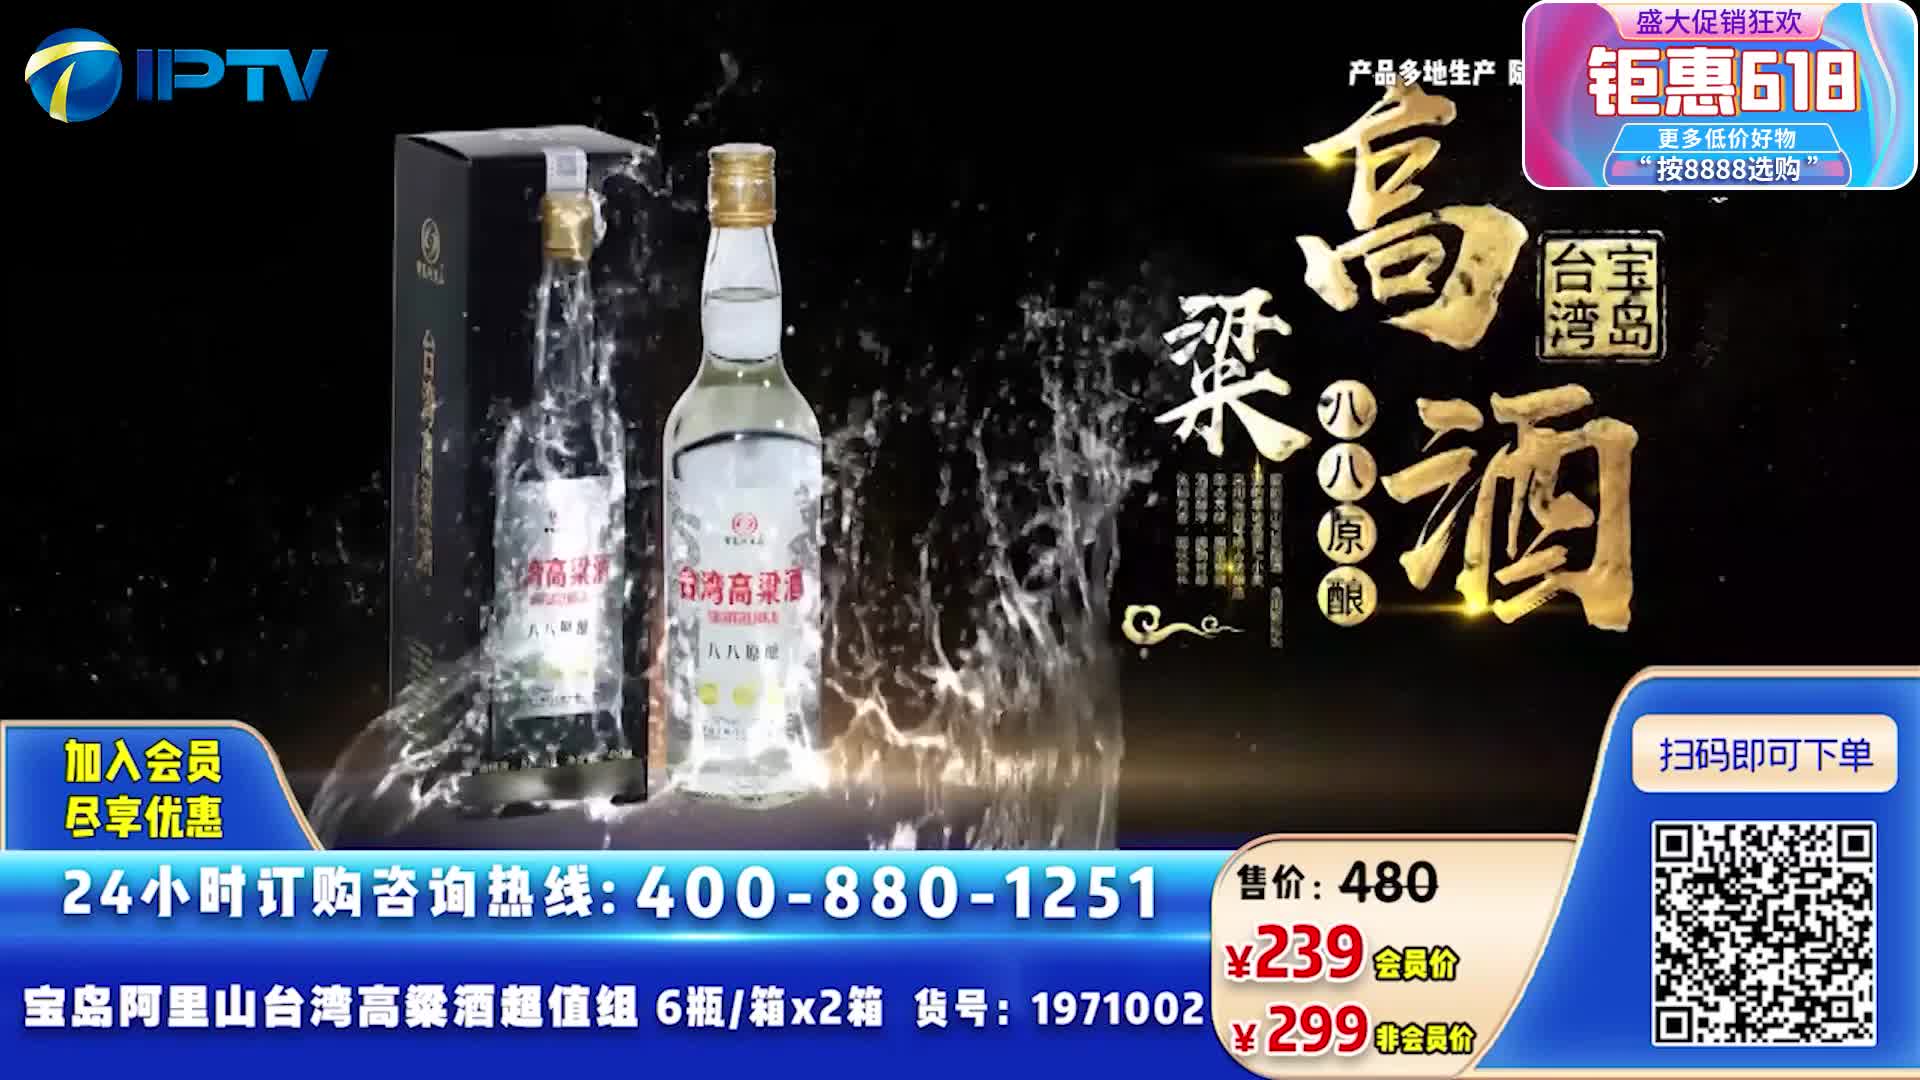 IPTV
产品多地生产
盛大促销狂欢
钜惠618
更多低价好物
“按8888选购”
高
粱
酒
宝岛
台湾
八八原酿
台湾高粱酒
八八原酿
湾高粱酒
八八原酿
加入会员
尽享优惠
扫码即可下单
24小时订购咨询热线：400-880-1251
宝岛阿里山台湾高粱酒超值组 6瓶/箱x2箱 货号：1971002
售价：480
¥239 会员价
¥299 非会员价